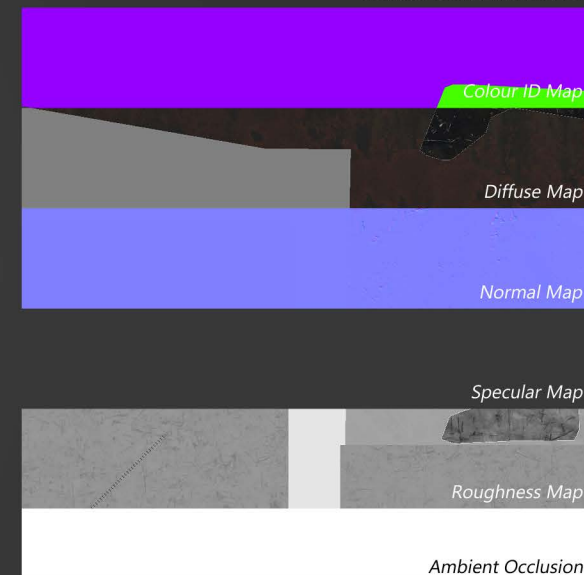 Colour ID Map
Diffuse Map
Normal Map
Specular Map
Roughness Map
Ambient Occlusion